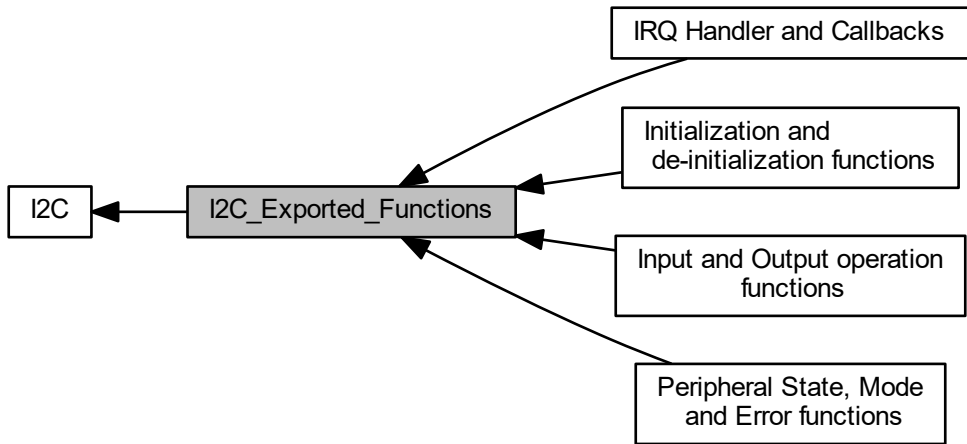 IRQ Handler and Callbacks
Initialization and
de-initialization functions
I2C
I2C_Exported_Functions
Input and Output operation
functions
Peripheral State, Mode
and Error functions